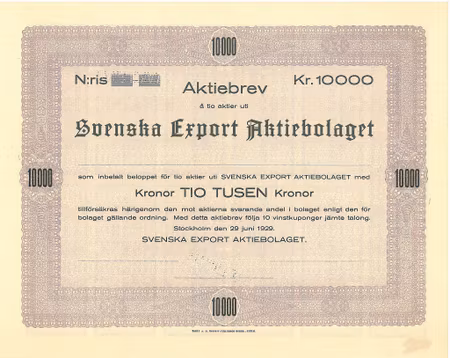 10000
N:ris
Aktiebrev
Kr. 10000
å tio aktier uti
Svenska Export Aktiebolaget
som inbetalt beloppet för tio aktier uti SVENSKA EXPORT AKTIEBOLAGET med
10000
Kronor TIO TUSEN Kronor
10000
tillförsäkras härigenom den mot aktierna svarande andel i bolaget enligt den för
bolaget gällande ordning. Med detta aktiebrev följa 10 vinstkuponger jämte talong.
Stockholm den 29 juni 1929.
SVENSKA EXPORT AKTIEBOLAGET.
10000